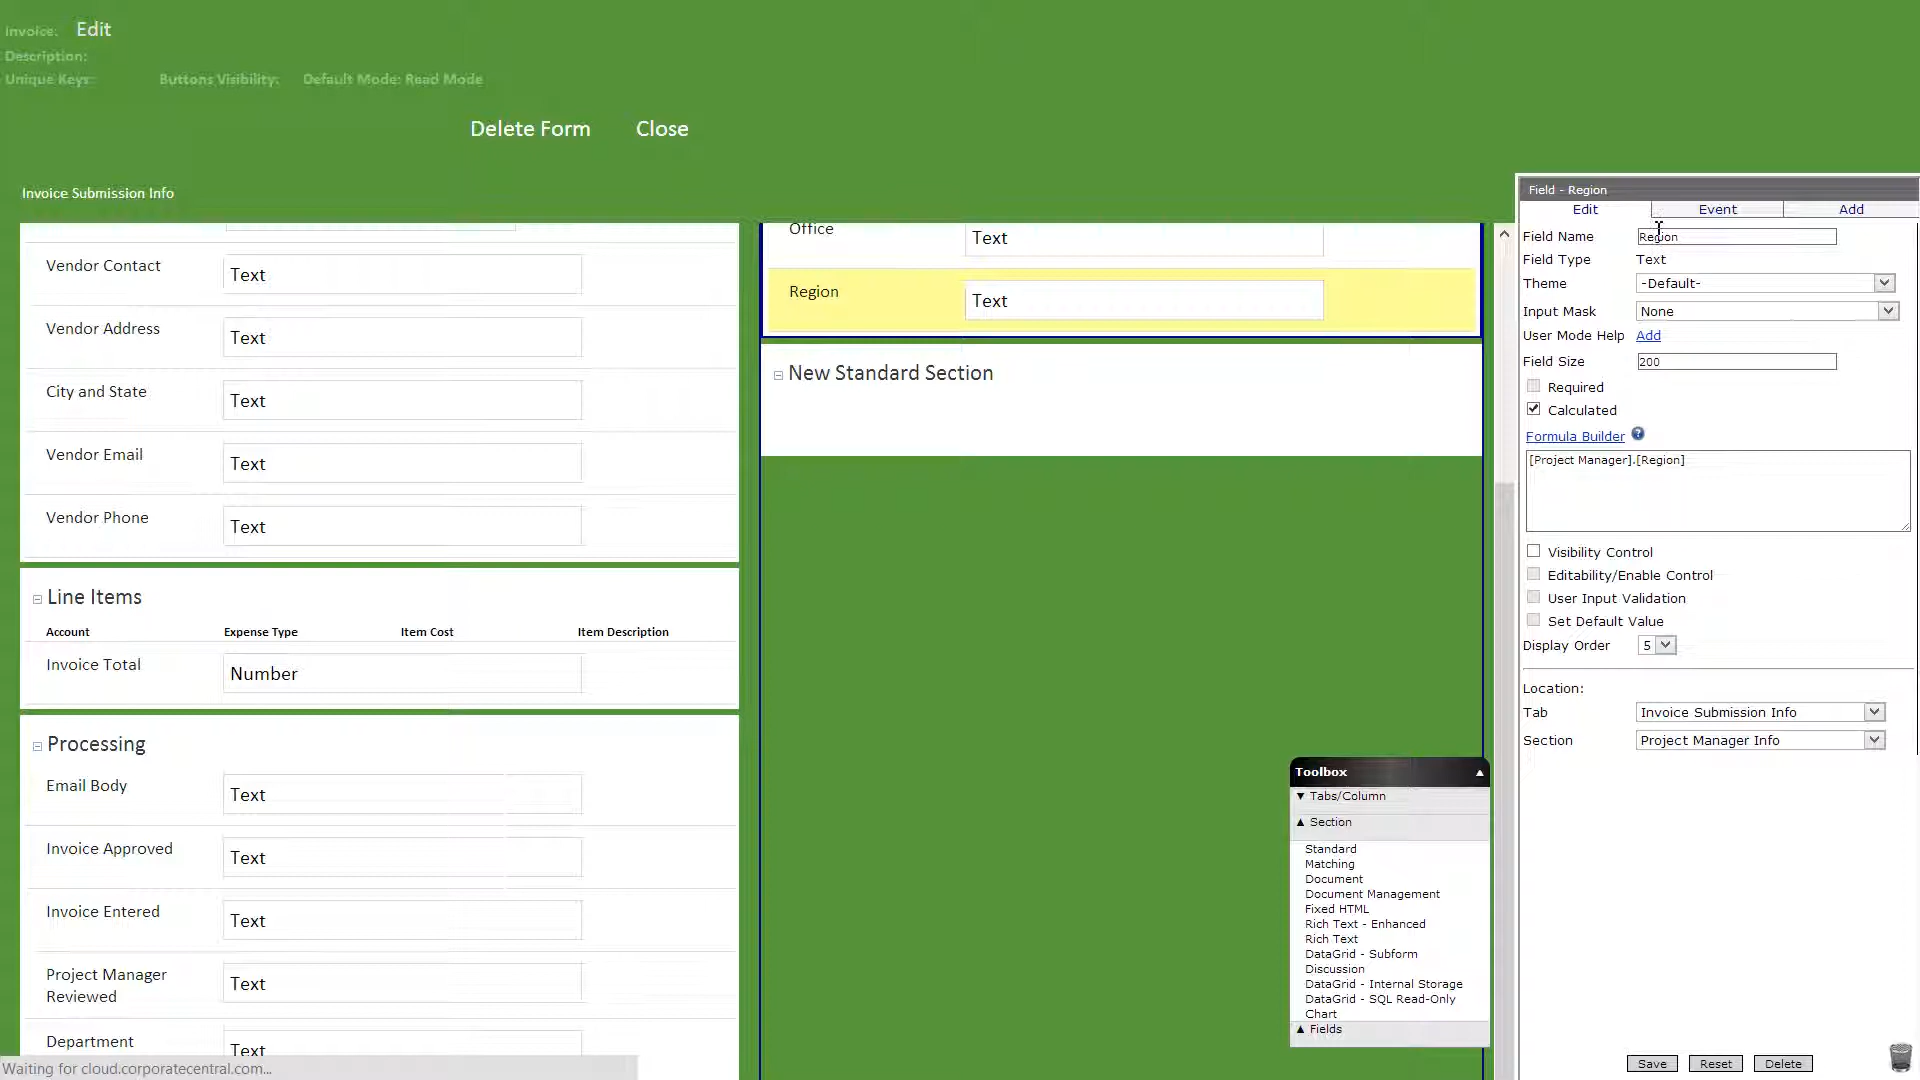 Invoice: Edit
Description:
Unique Keys: Buttons Visibility: Default Mode: Read Mode
Delete Form Close
Invoice Submission Info
Vendor Contact Text
Vendor Address Text
City and State Text
Vendor Email Text
Vendor Phone Text
Line Items
Account Expense Type Item Cost Item Description
Invoice Total Number
Processing
Email Body Text
Invoice Approved Text
Invoice Entered Text
Project Manager
Reviewed Text
Department Text
Waiting for cloud.corporatecentral.com...
Office Text
Region Text
New Standard Section
Toolbox
Tabs/Column
Section
Standard
Matching
Document
Document Management
Fixed HTML
Rich Text - Enhanced
Rich Text
DataGrid - Subform
Discussion
DataGrid - Internal Storage
DataGrid - SQL Read-Only
Chart
Fields
Field - Region
Edit Event Add
Field Name Region
Field Type Text
Theme -Default-
Input Mask None
User Mode Help Add
Field Size 200
Required
Calculated
Formula Builder ?
[Project Manager].[Region]
Visibility Control
Editability/Enable Control
User Input Validation
Set Default Value
Display Order 5
Location:
Tab Invoice Submission Info
Section Project Manager Info
Save Reset Delete